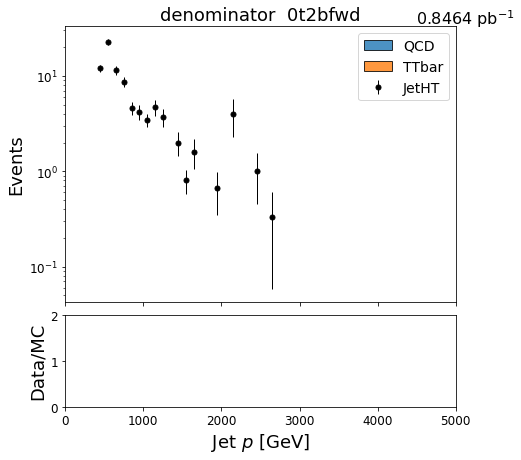 denominator 0t2bfwd
0.8464 pb⁻¹
QCD
TTbar
JetHT
Events
10¹
10⁰
10⁻¹
Data/MC
2
1
0
0 1000 2000 3000 4000 5000
Jet p [GeV]